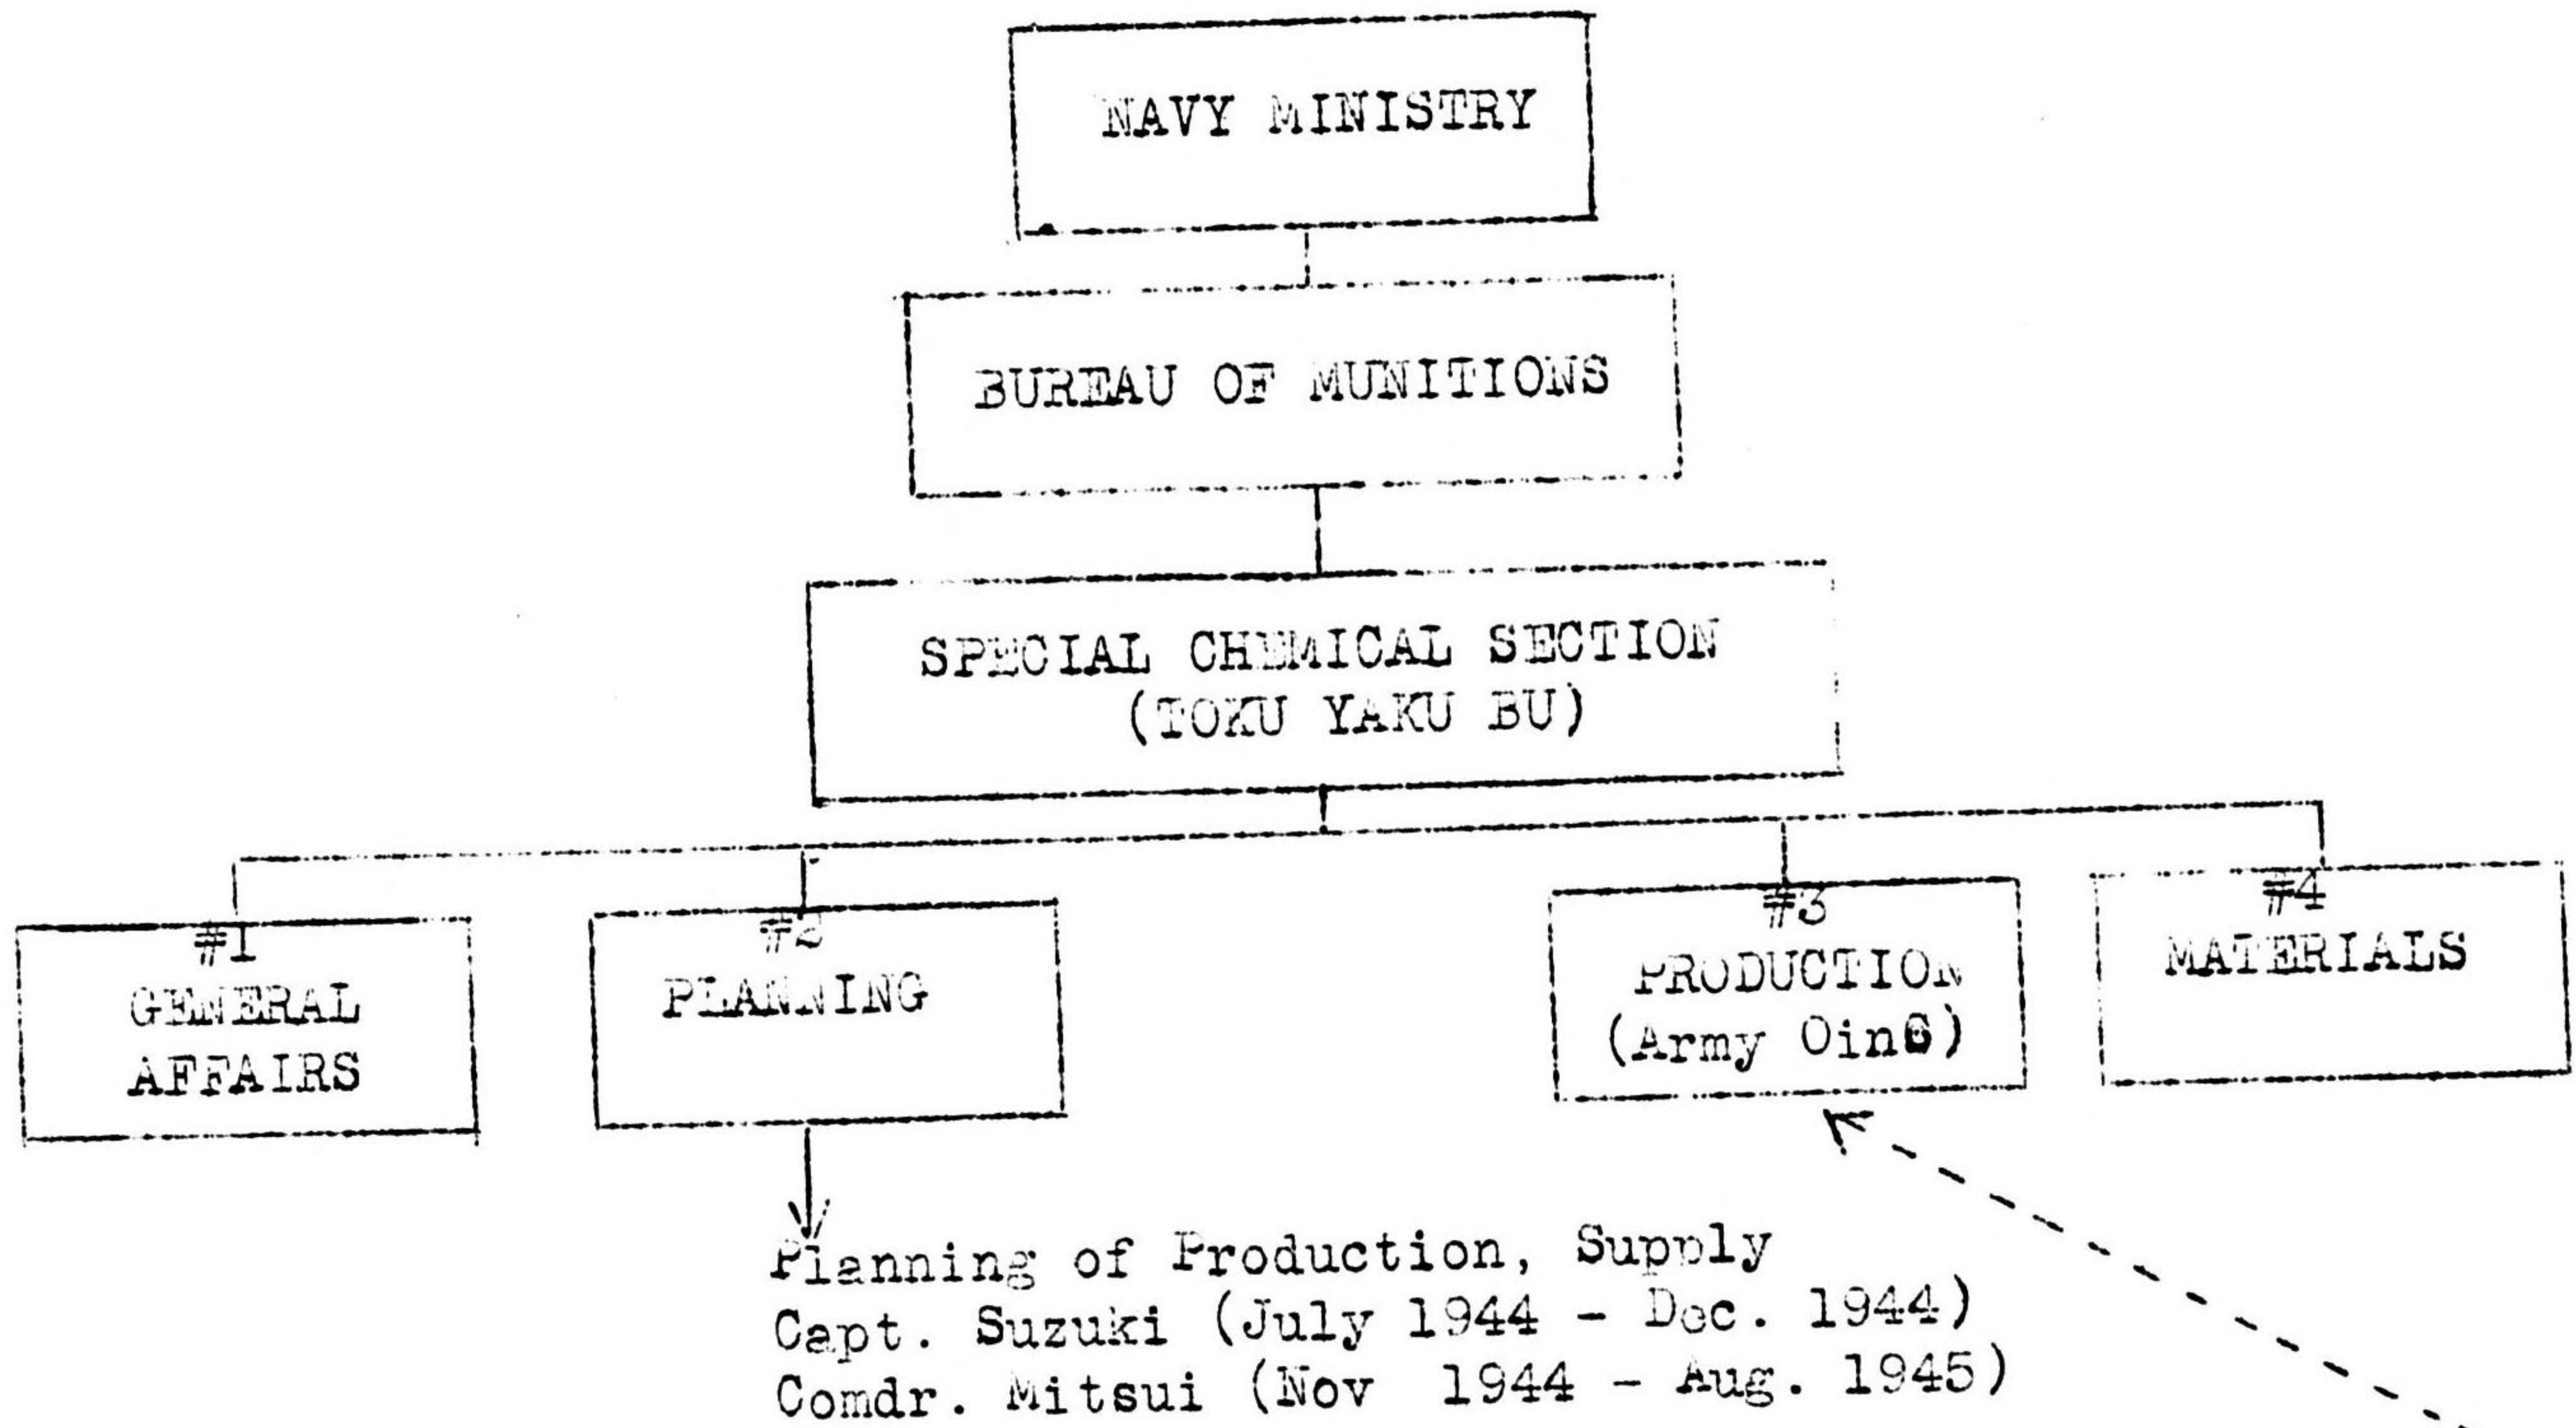 NAVY MINISTRY
BUREAU OF MUNITIONS
SPECIAL CHEMICAL SECTION
(TOKU YAKU BU)
#1
GENERAL
AFFAIRS
#2
PLANNING
#3
PRODUCTION
(Army OinC)
#4
MATERIALS
Planning of Production, Supply
Capt. Suzuki (July 1944 - Dec. 1944)
Comdr. Mitsui (Nov 1944 - Aug. 1945)